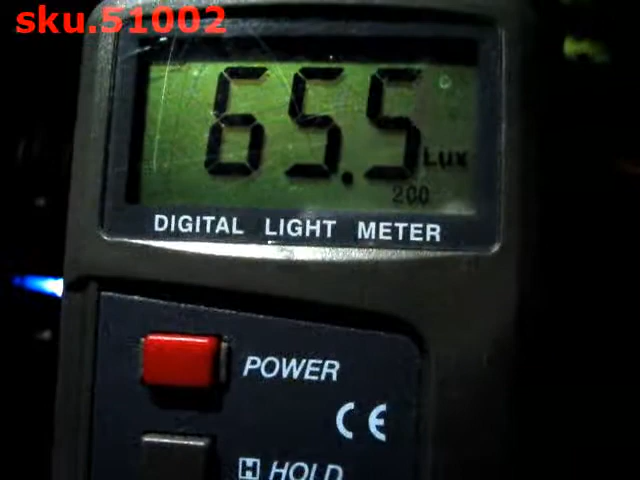 sku.51002
65.5 Lux
200
DIGITAL LIGHT METER
POWER
CE
H HOLD